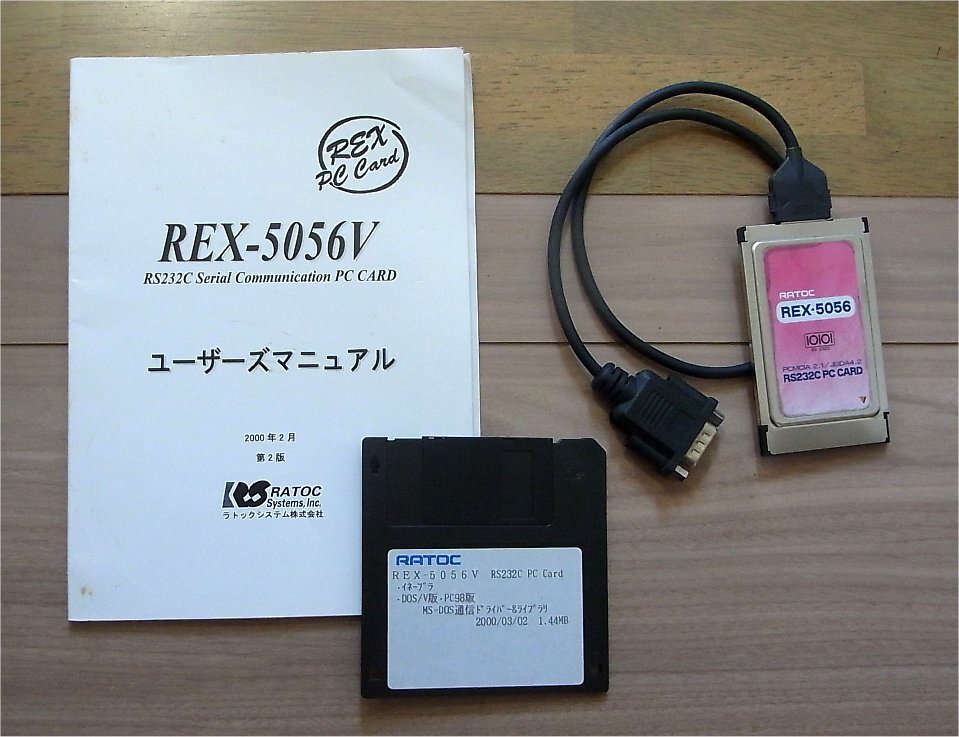 REX
PC Card
REX-5056V
RS232C Serial Communication PC CARD
ユーザーズマニュアル
2000年2月
第2版
RATOC
Systems, Inc.
ラトックシステム株式会社
RATOC
REX-5056
IOIOI
RS-232C
PCMCIA 2.1/JEIDA4.2
RS232C PC CARD
RATOC
REX-5056V RS232C PC Card
・イネーブラ
・DOS/V版・PC98版
MS-DOS通信ドライバー&ライブラリ
2000/03/02 1.44MB